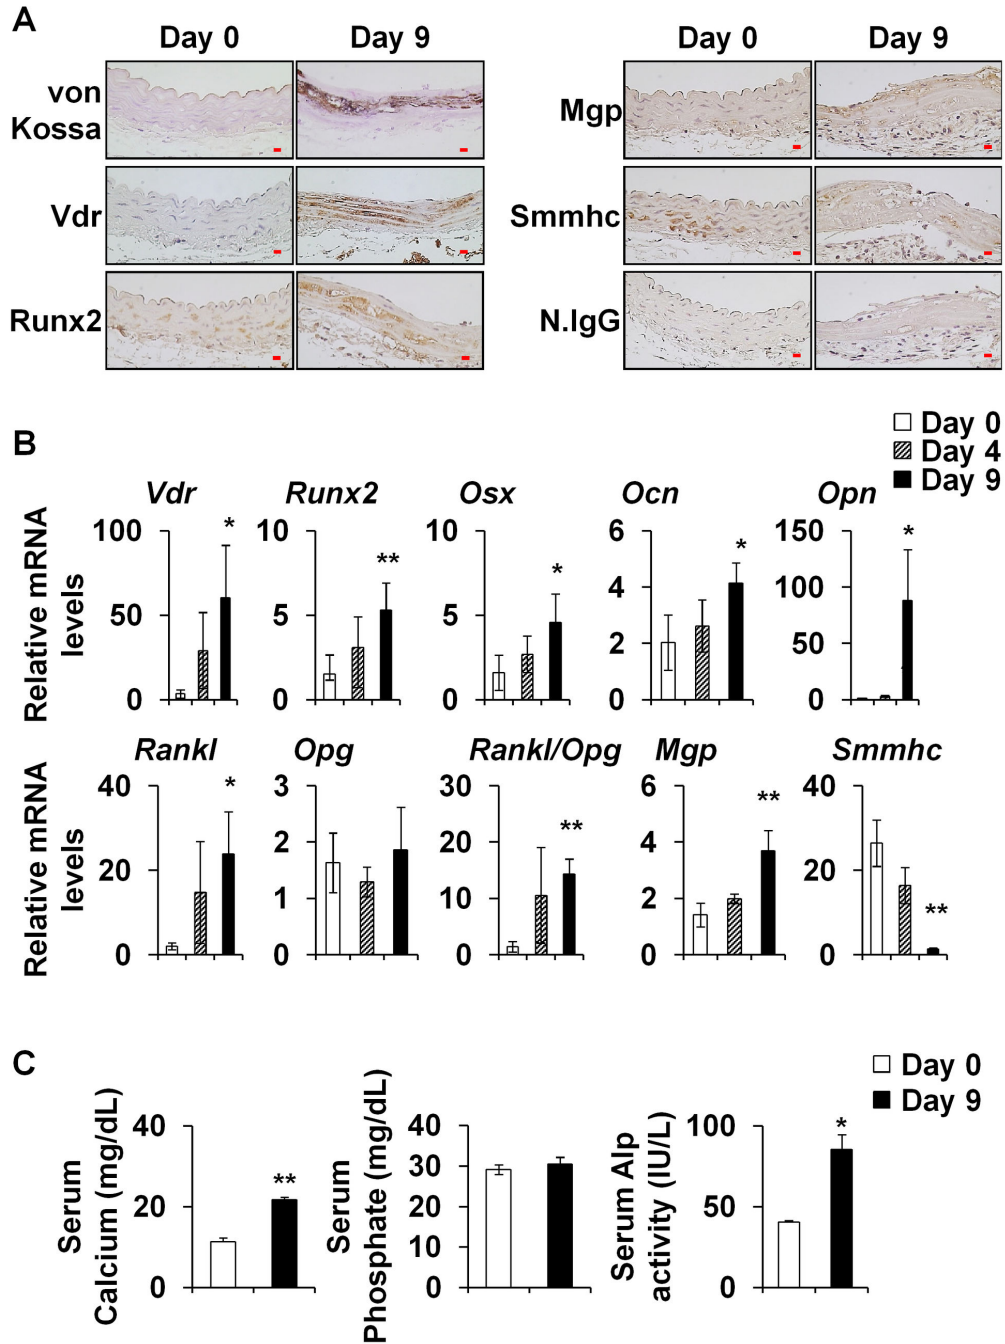 A
Day 0 Day 9 Day 0 Day 9
von
Kossa
Mgp
Vdr
Smmhc
Runx2
N.IgG
B
Day 0
Day 4
Day 9
Vdr Runx2 Osx Ocn Opn
Relative mRNA
levels
100
50
0
*
10
5
0
**
10
5
0
*
6
4
2
0
*
150
100
50
0
*
Rankl Opg Rankl/Opg Mgp Smmhc
Relative mRNA
levels
40
20
0
*
3
2
1
0
30
20
10
0
**
6
4
2
0
**
40
20
0
**
C
Day 0
Day 9
Serum
Calcium (mg/dL)
40
20
0
**
Serum
Phosphate (mg/dL)
40
30
20
10
0
Serum Alp
activity (IU/L)
100
50
0
*